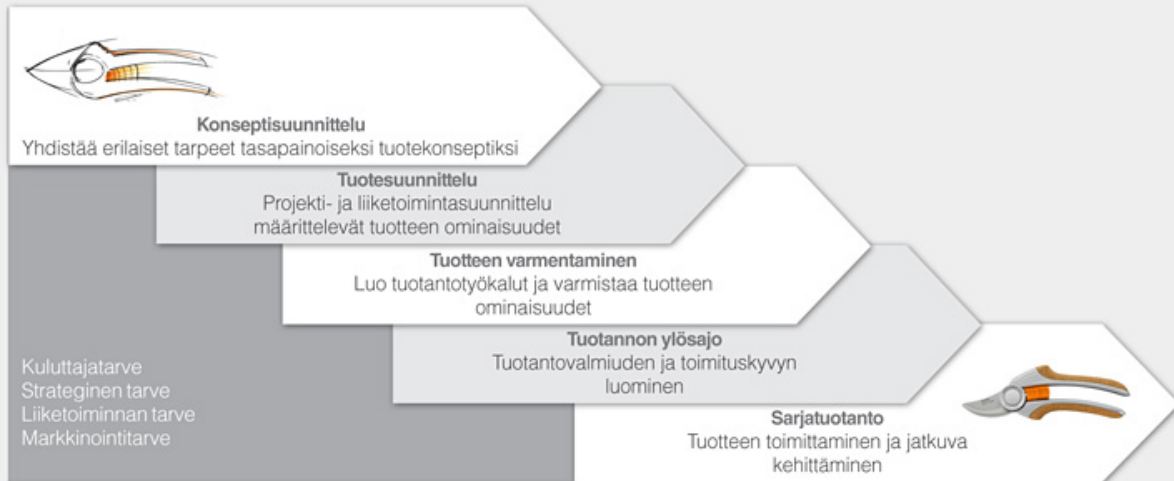 Konseptisuunnittelu
Yhdistää erilaiset tarpeet tasapainoiseksi tuotekonseptiksi
Tuotesuunnittelu
Projekti- ja liiketoimintasuunnittelu
määrittelevät tuotteen ominaisuudet
Tuotteen varmentaminen
Luo tuotantotyökalut ja varmistaa tuotteen
ominaisuudet
Tuotannon ylösajo
Tuotantovalmiuden ja toimituskyvyn
luominen
Sarjatuotanto
Tuotteen toimittaminen ja jatkuva
kehittäminen
Kuluttajatarve
Strateginen tarve
Liiketoiminnan tarve
Markkinointitarve